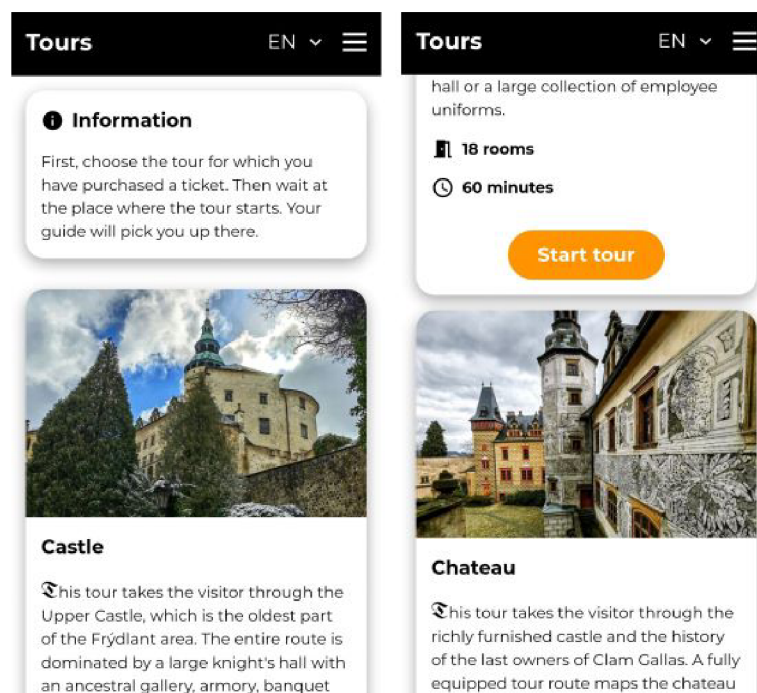 Tours EN
Information
First, choose the tour for which you
have purchased a ticket. Then wait at
the place where the tour starts. Your
guide will pick you up there.
Castle
This tour takes the visitor through the
Upper Castle, which is the oldest part
of the Frýdlant area. The entire route is
dominated by a large knight's hall with
an ancestral gallery, armory, banquet
Tours EN
hall or a large collection of employee
uniforms.
18 rooms
60 minutes
Start tour
Chateau
This tour takes the visitor through the
richly furnished castle and the history
of the last owners of Clam Gallas. A fully
equipped tour route maps the chateau